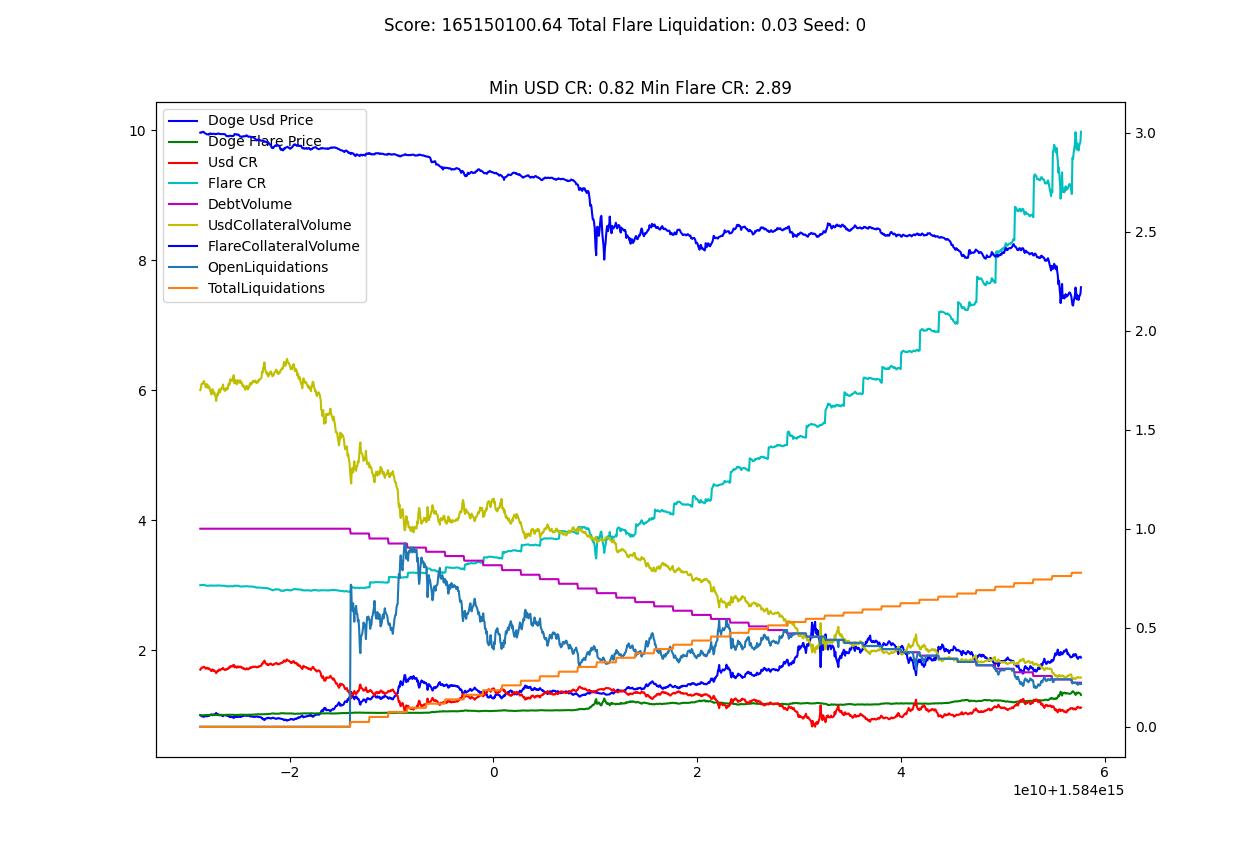 Score: 165150100.64 Total Flare Liquidation: 0.03 Seed: 0
Min USD CR: 0.82 Min Flare CR: 2.89
Doge Usd Price
Doge Flare Price
Usd CR
Flare CR
DebtVolume
UsdCollateralVolume
FlareCollateralVolume
OpenLiquidations
TotalLiquidations
10
8
6
4
2
3.0
2.5
2.0
1.5
1.0
0.5
0.0
−2
0
2
4
6
1e10+1.584e15